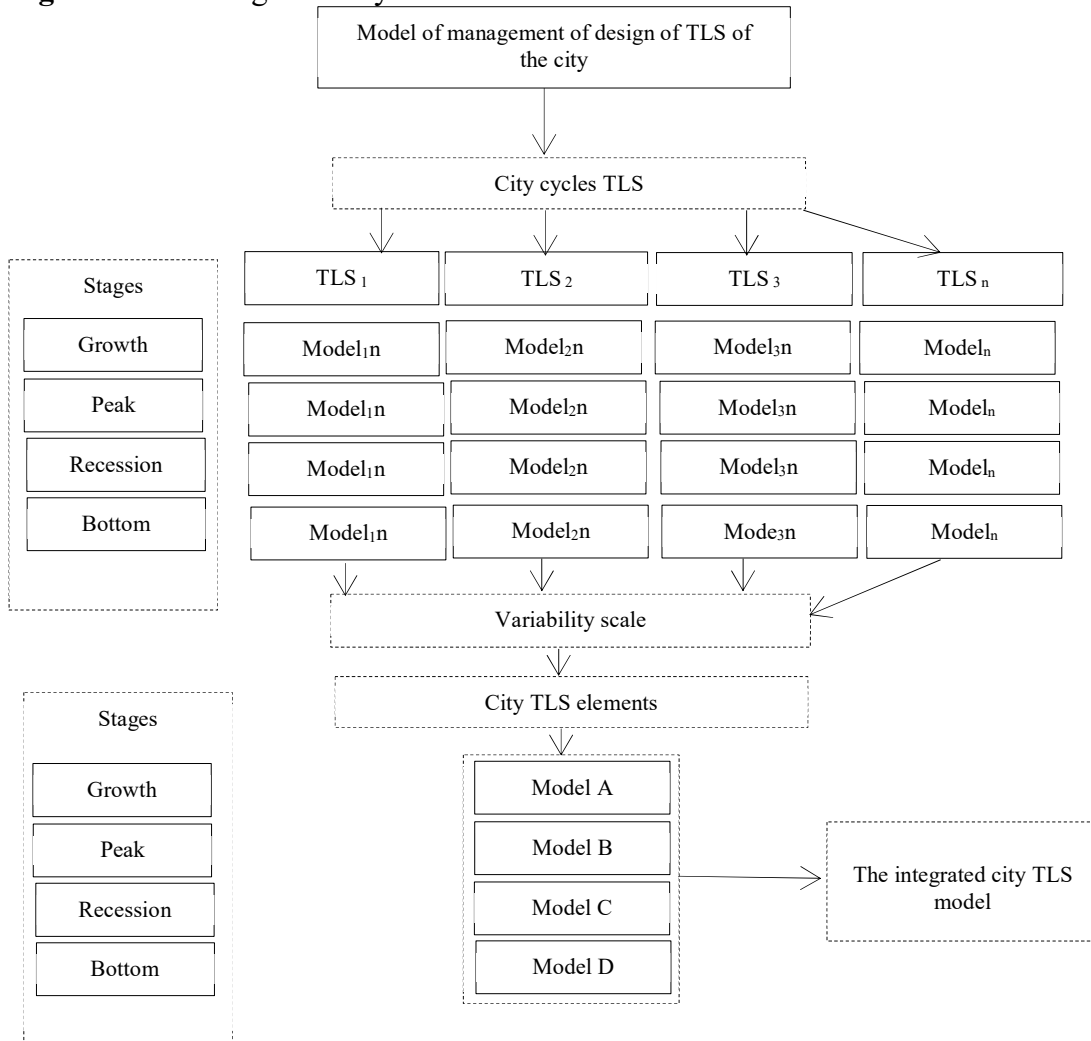 Model of management of design of TLS of
the city
City cycles TLS
Stages
TLS 1
TLS 2
TLS 3
TLS n
Growth
Model1n
Model2n
Model3n
Modeln
Peak
Model1n
Model2n
Model3n
Modeln
Recession
Model1n
Model2n
Model3n
Modeln
Bottom
Model1n
Model2n
Mode3n
Modeln
Variability scale
City TLS elements
Stages
Growth
Model A
Peak
Model B
Recession
Model C
Bottom
Model D
The integrated city TLS
model